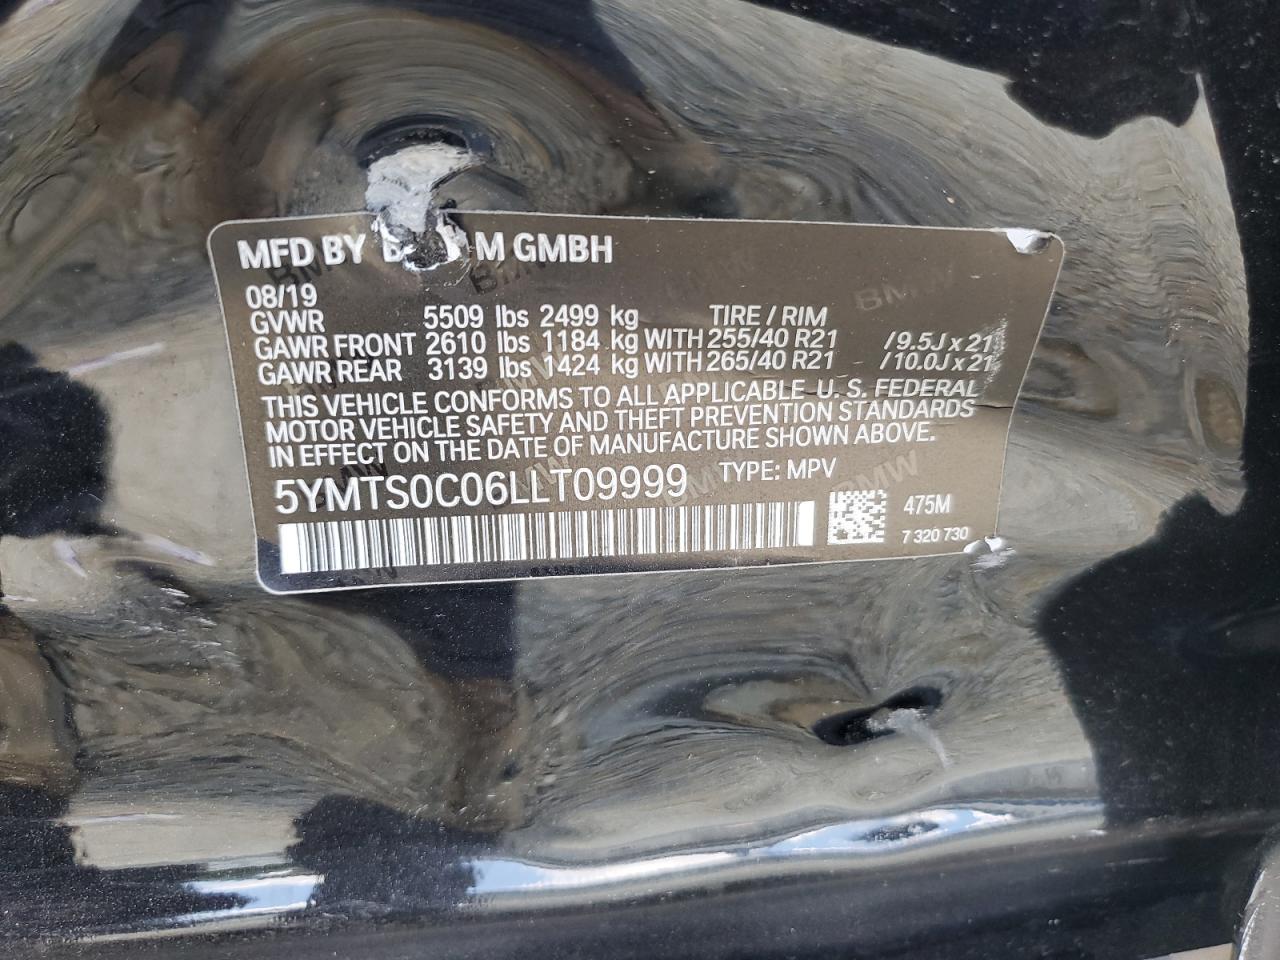 MFD BY M GMBH
08/19
GVWR 5509 lbs 2499 kg TIRE / RIM
GAWR FRONT 2610 lbs 1184 kg WITH 255/40 R21 /9.5J x 21
GAWR REAR 3139 lbs 1424 kg WITH 265/40 R21 /10.0J x 21
THIS VEHICLE CONFORMS TO ALL APPLICABLE U. S. FEDERAL
MOTOR VEHICLE SAFETY AND THEFT PREVENTION STANDARDS
IN EFFECT ON THE DATE OF MANUFACTURE SHOWN ABOVE.
5YMTS0C06LLT09999 TYPE: MPV
475M
7 320 730